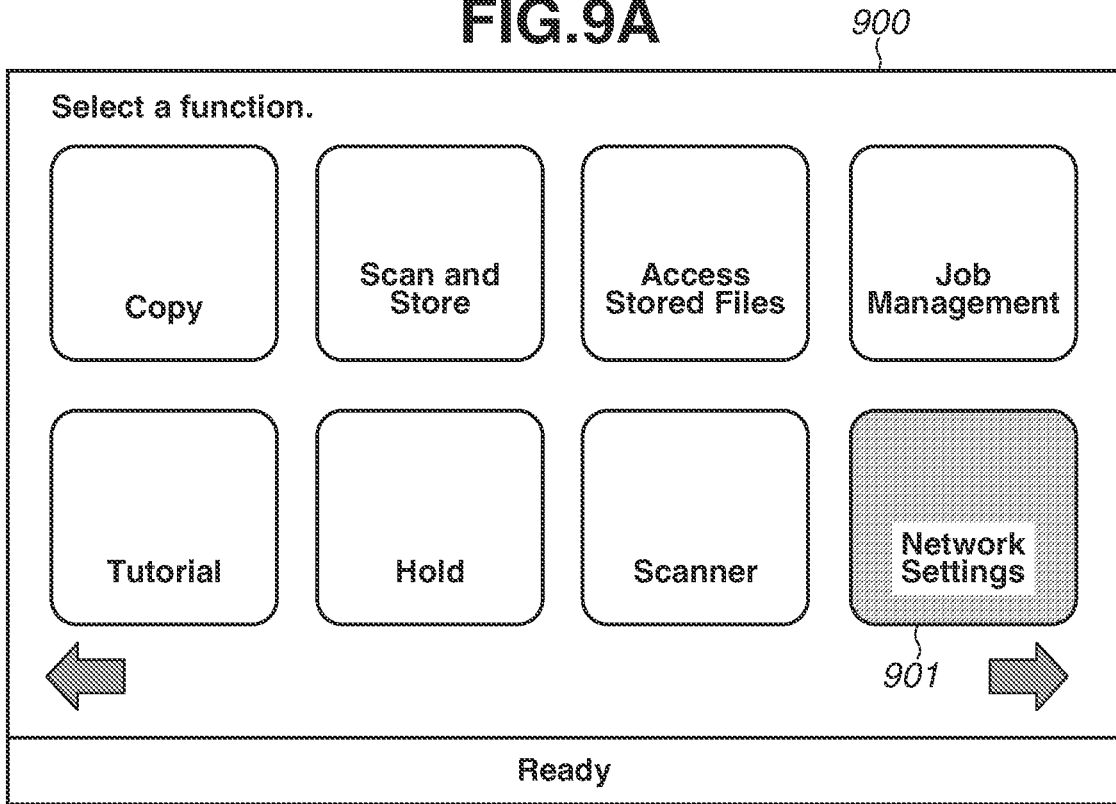 FIG.9A
900
Select a function.
Copy
Scan and
Store
Access
Stored Files
Job
Management
Tutorial
Hold
Scanner
Network
Settings
901
Ready